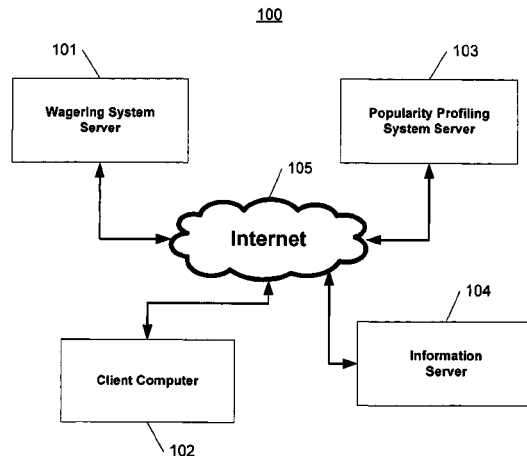 100
101
103
Wagering System
Server
Popularity Profiling
System Server
105
Internet
104
Client Computer
Information
Server
102